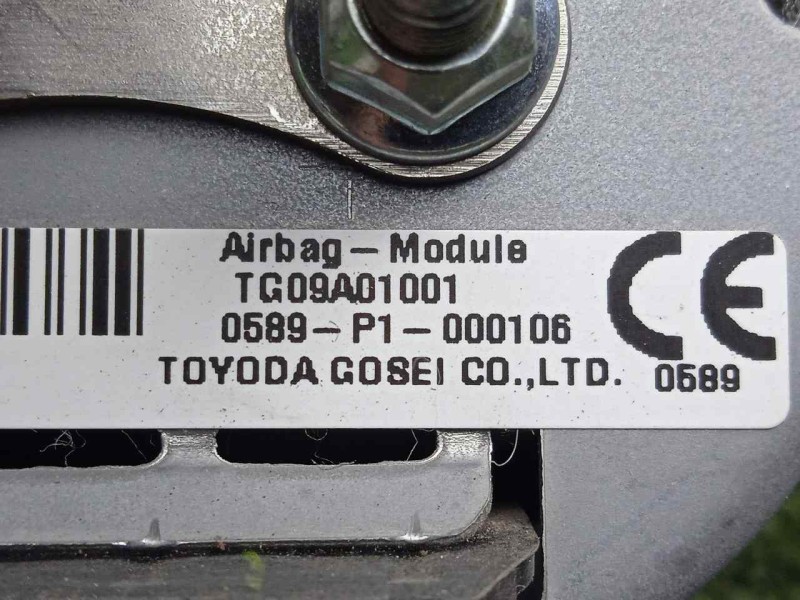 Airbag-Module
TG09A01001
0589-P1-000106
TOYODA GOSEI CO.,LTD.
CE
0589